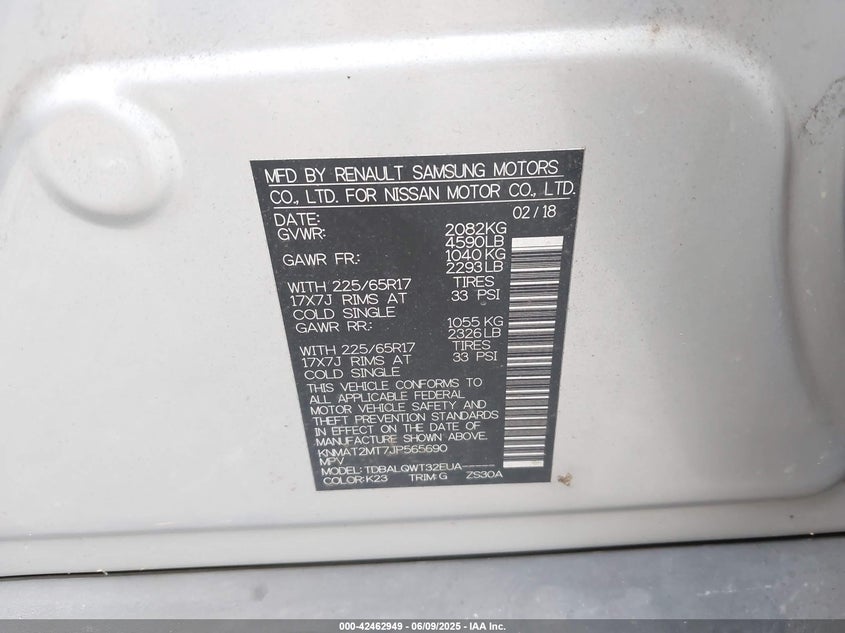 MFD BY RENAULT SAMSUNG MOTORS
CO., LTD. FOR NISSAN MOTOR CO., LTD.
DATE: 02 / 18
GVWR: 2082KG
4590LB
GAWR FR.: 1040 KG
2293 LB
WITH 225/65R17 TIRES
17X7J RIMS AT 33 PSI
COLD SINGLE
GAWR RR.: 1055 KG
2326 LB
WITH 225/65R17 TIRES
17X7J RIMS AT 33 PSI
COLD SINGLE
THIS VEHICLE CONFORMS TO
ALL APPLICABLE FEDERAL
MOTOR VEHICLE SAFETY AND
THEFT PREVENTION STANDARDS
IN EFFECT ON THE DATE OF
MANUFACTURE SHOWN ABOVE.
KNMAT2MT7JP565690
MPV
MODEL: TDBALQWT32EUA-----
COLOR: K23 TRIM: G ZS30A
000-42462949 - 06/09/2025 - IAA Inc.